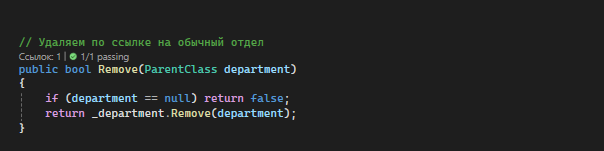 // Удаляем по ссылке на обычный отдел
Ссылок: 1 | 1/1 passing
public bool Remove(ParentClass department)
{
if (department == null) return false;
return _department.Remove(department);
}